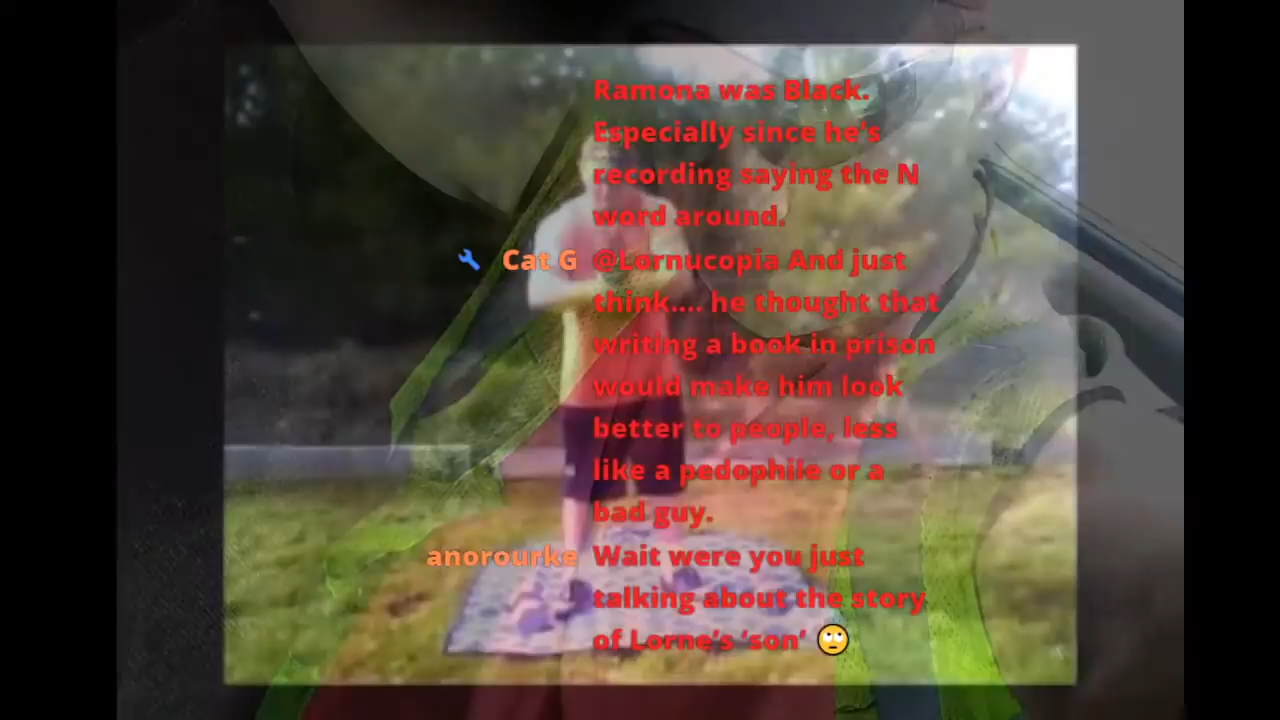 Ramona was Black.
Especially since he's
recording saying the N
word around.
Cat G @Lornucopia And just
think.... he thought that
writing a book in prison
would make him look
better to people, less
like a pedophile or a
bad guy.
anorourke Wait were you just
talking about the story
of Lorne's 'son' 🙄